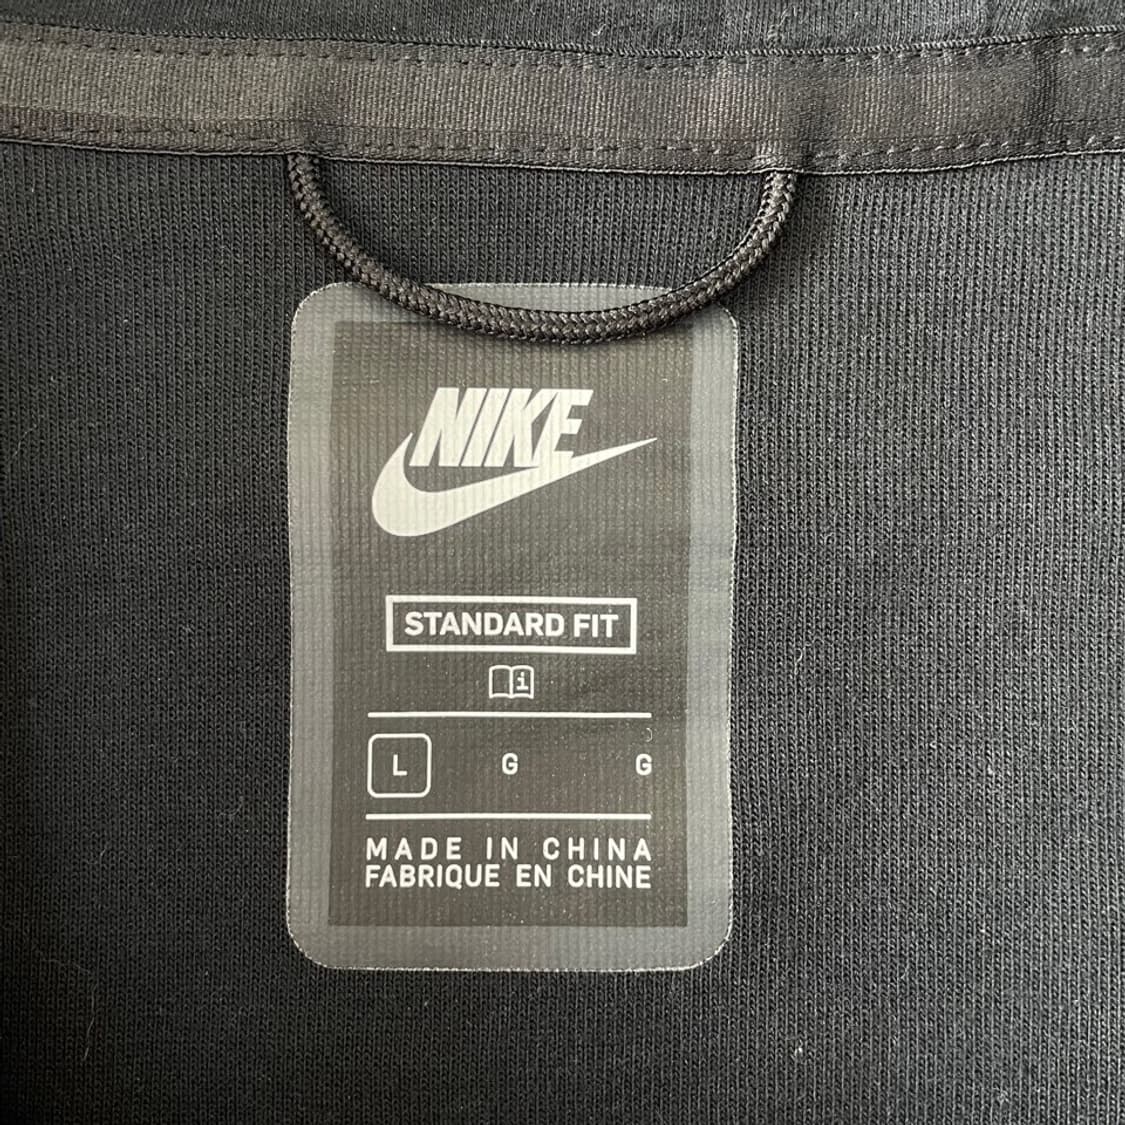 NIKE
STANDARD FIT
i
L G G
MADE IN CHINA
FABRIQUE EN CHINE